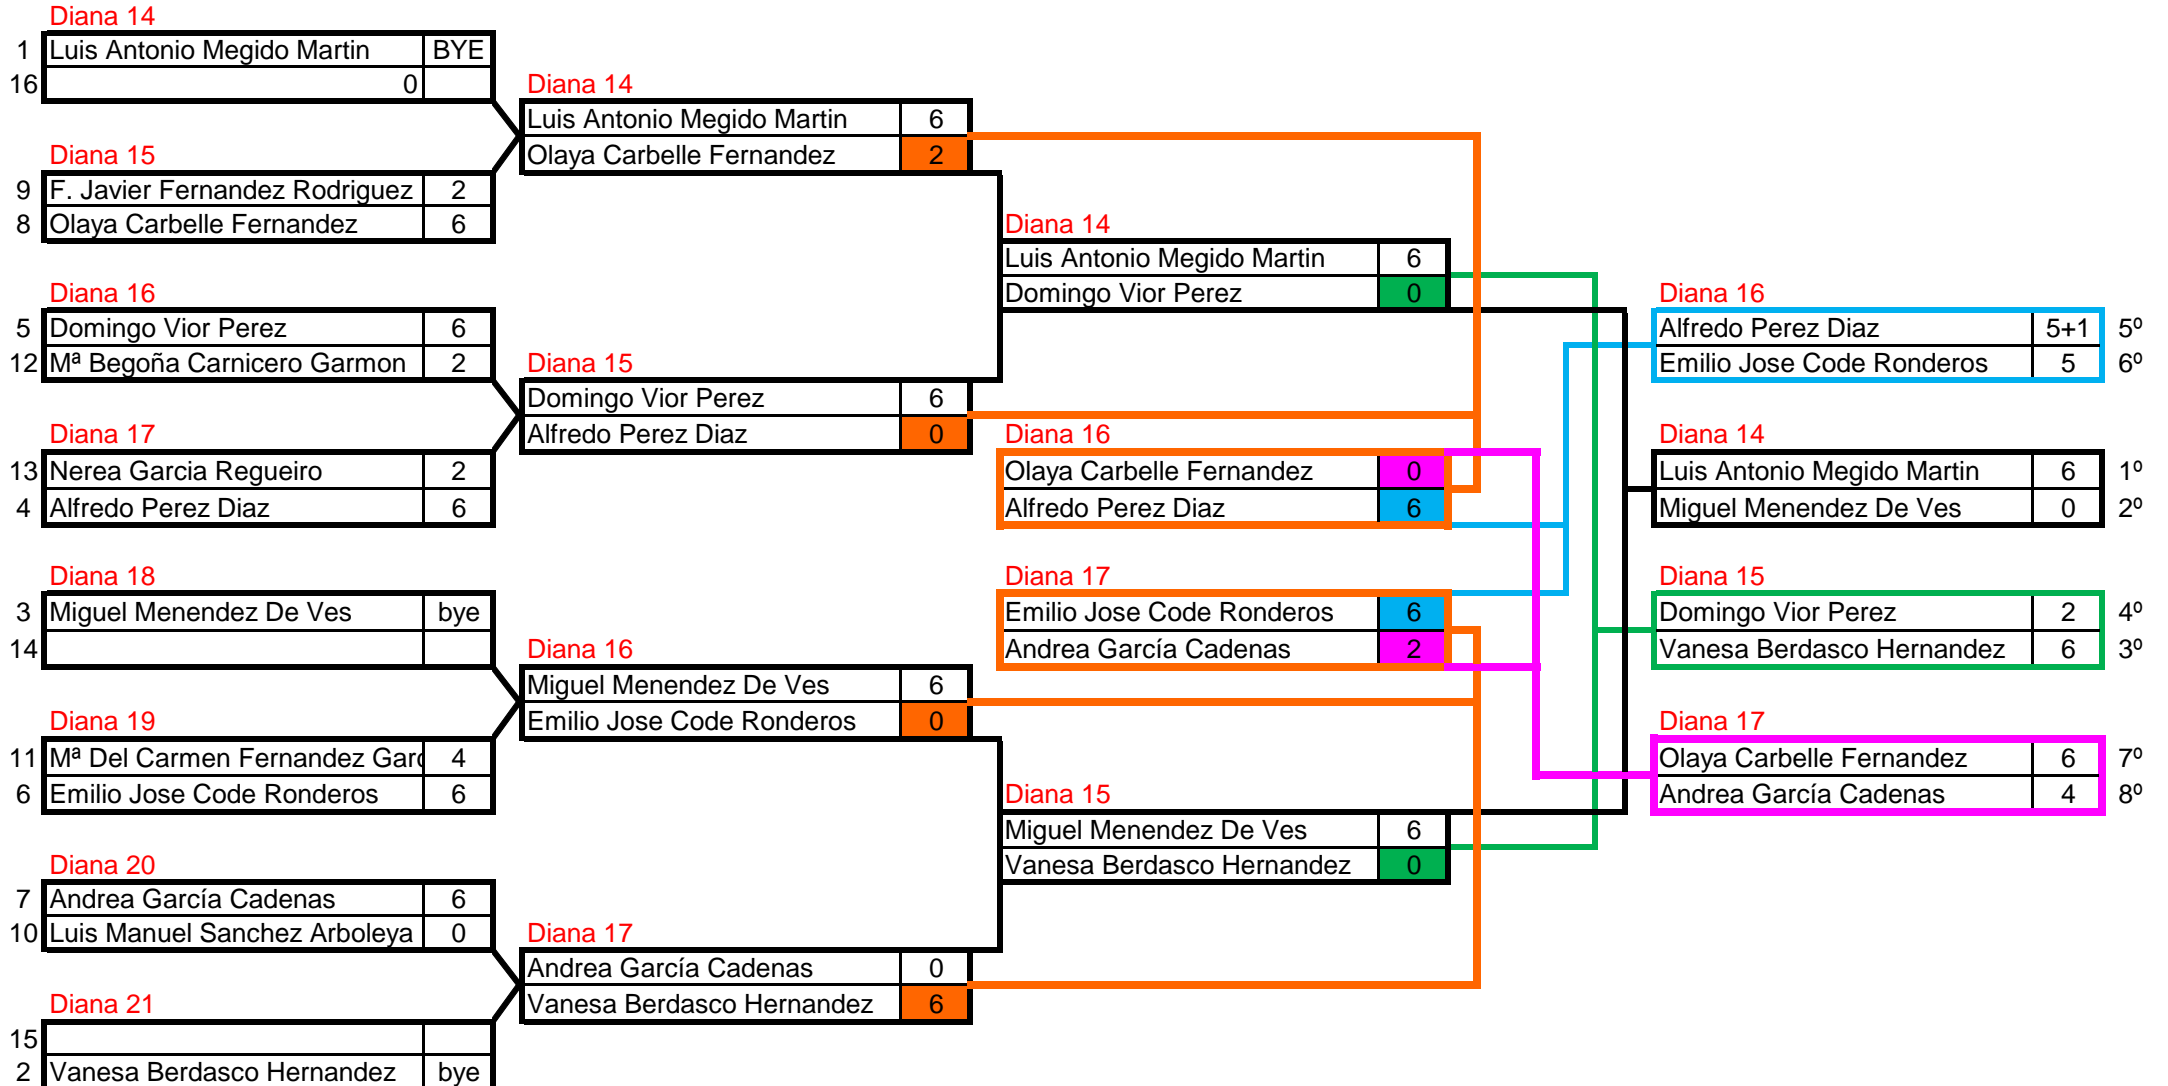 Diana 14
1 Luis Antonio Megido Martin BYE
16 0
Diana 15
9 F. Javier Fernandez Rodriguez 2
8 Olaya Carbelle Fernandez 6
Diana 16
5 Domingo Vior Perez 6
12 Mª Begoña Carnicero Garmon 2
Diana 17
13 Nerea Garcia Regueiro 2
4 Alfredo Perez Diaz 6
Diana 18
3 Miguel Menendez De Ves bye
14
Diana 19
11 Mª Del Carmen Fernandez Garc 4
6 Emilio Jose Code Ronderos 6
Diana 20
7 Andrea García Cadenas 6
10 Luis Manuel Sanchez Arboleya 0
Diana 21
15
2 Vanesa Berdasco Hernandez bye
Diana 14
Luis Antonio Megido Martin 6
Olaya Carbelle Fernandez 2
Diana 15
Domingo Vior Perez 6
Alfredo Perez Diaz 0
Diana 16
Miguel Menendez De Ves 6
Emilio Jose Code Ronderos 0
Diana 17
Andrea García Cadenas 0
Vanesa Berdasco Hernandez 6
Diana 14
Luis Antonio Megido Martin 6
Domingo Vior Perez 0
Diana 16
Olaya Carbelle Fernandez 0
Alfredo Perez Diaz 6
Diana 17
Emilio Jose Code Ronderos 6
Andrea García Cadenas 2
Diana 15
Miguel Menendez De Ves 6
Vanesa Berdasco Hernandez 0
Diana 16
Alfredo Perez Diaz 5+1 5º
Emilio Jose Code Ronderos 5 6º
Diana 14
Luis Antonio Megido Martin 6 1º
Miguel Menendez De Ves 0 2º
Diana 15
Domingo Vior Perez 2 4º
Vanesa Berdasco Hernandez 6 3º
Diana 17
Olaya Carbelle Fernandez 6 7º
Andrea García Cadenas 4 8º